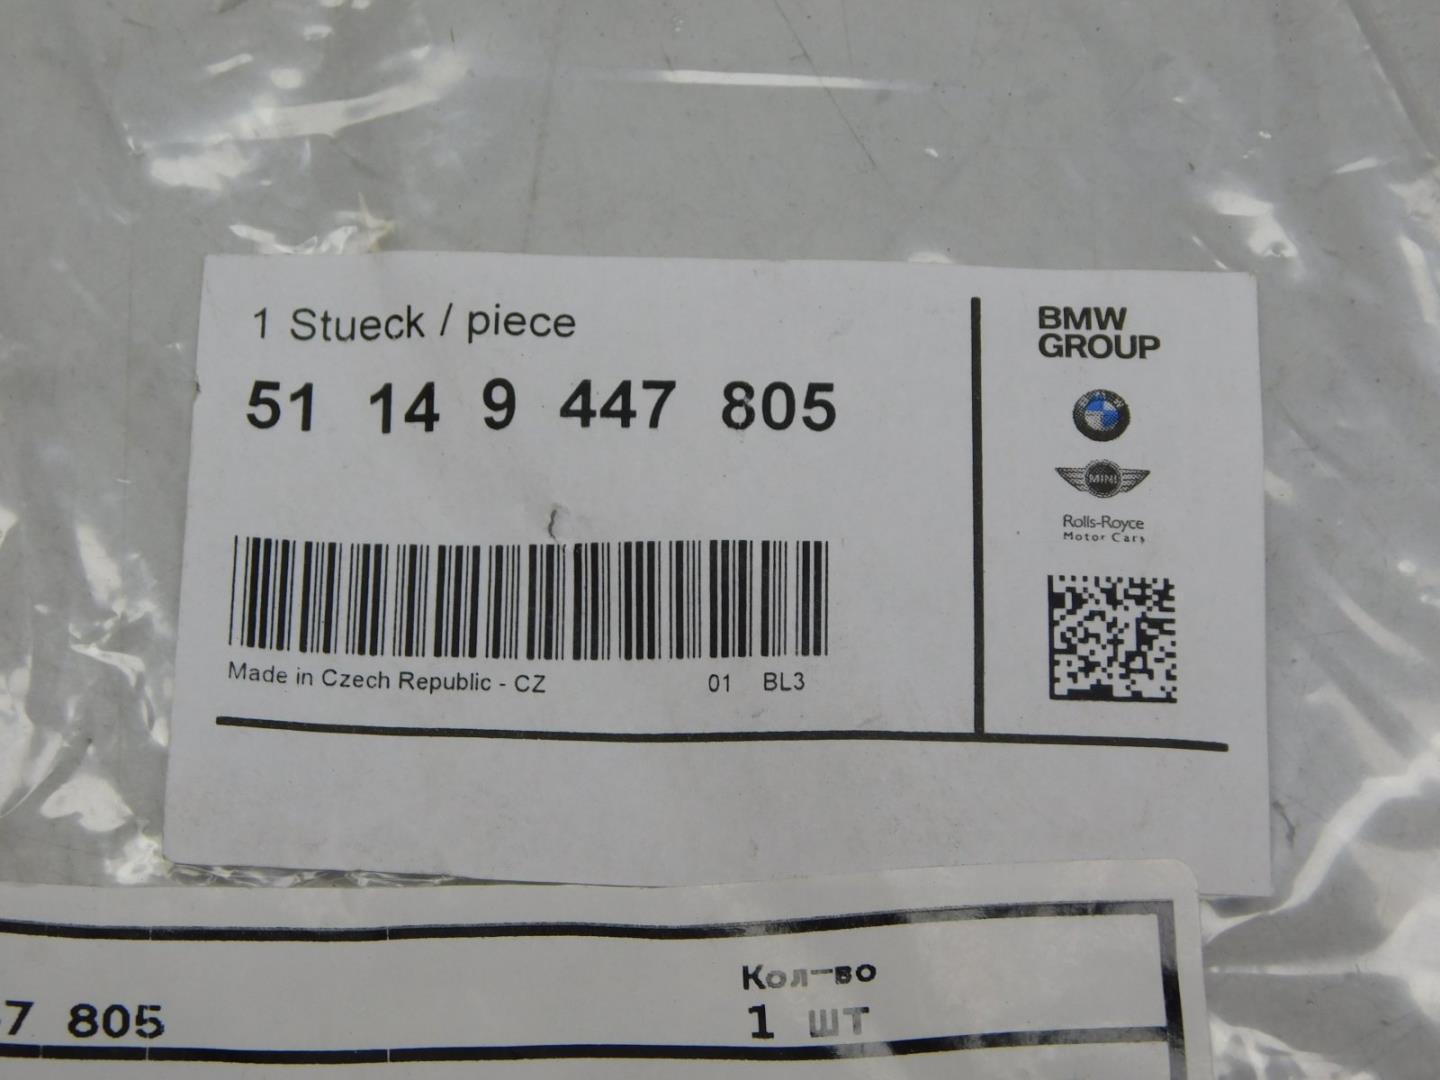 1 Stueck / piece
51 14 9 447 805
Made in Czech Republic - CZ 01 BL3
BMW
GROUP
BMW
MINI
Rolls-Royce
Motor Cars
Кол-во
7 805
1 шт